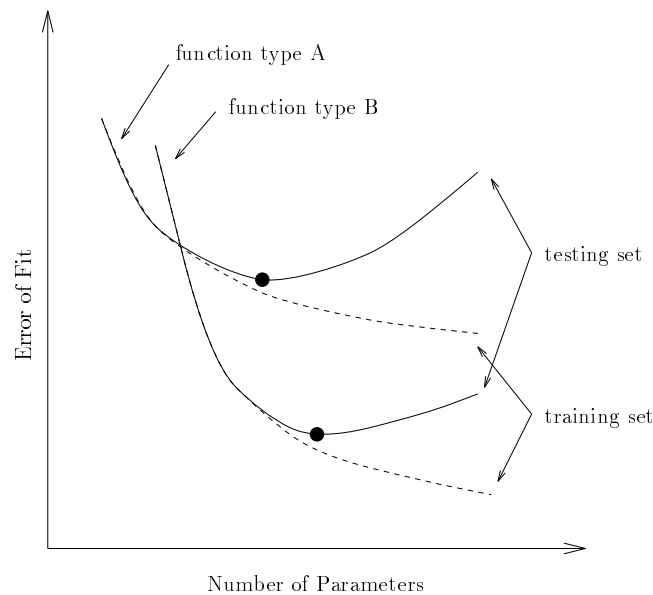 function type A
function type B
testing set
Error of Fit
training set
Number of Parameters